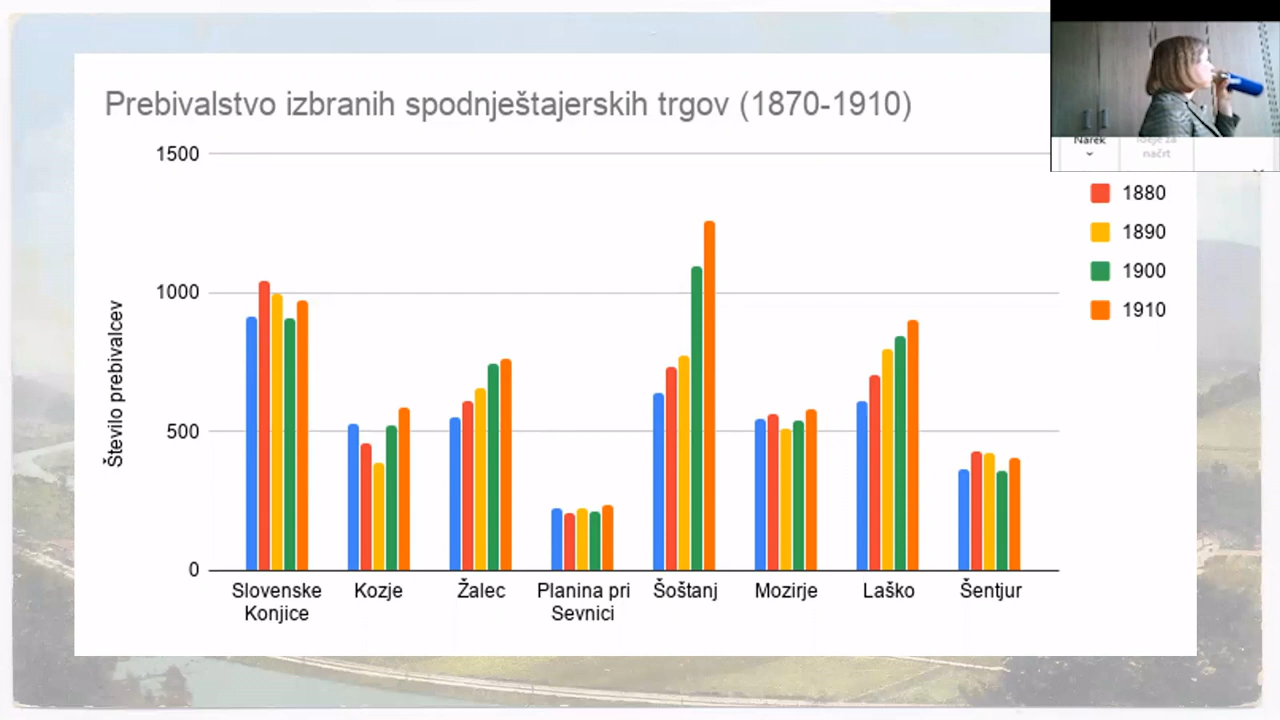 Prebivalstvo izbranih spodnještajerskih trgov (1870-1910)
Narek
načrt
1500
1000
500
0
Število prebivalcev
1880
1890
1900
1910
Slovenske
Konjice
Kozje
Žalec
Planina pri
Sevnici
Šoštanj
Mozirje
Laško
Šentjur